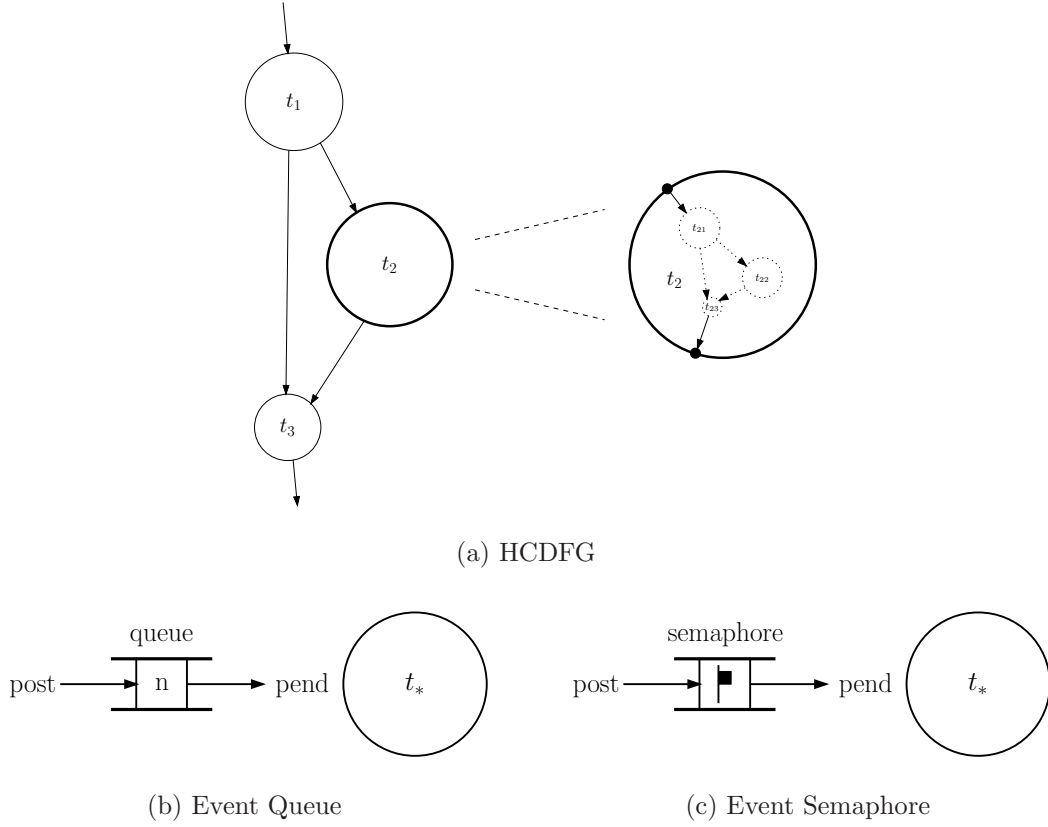 t₁
t₂
t₂₁
t₂
t₂₂
t₂₃
t₃
(a) HCDFG
queue
post n pend t*
(b) Event Queue
semaphore
post pend t*
(c) Event Semaphore